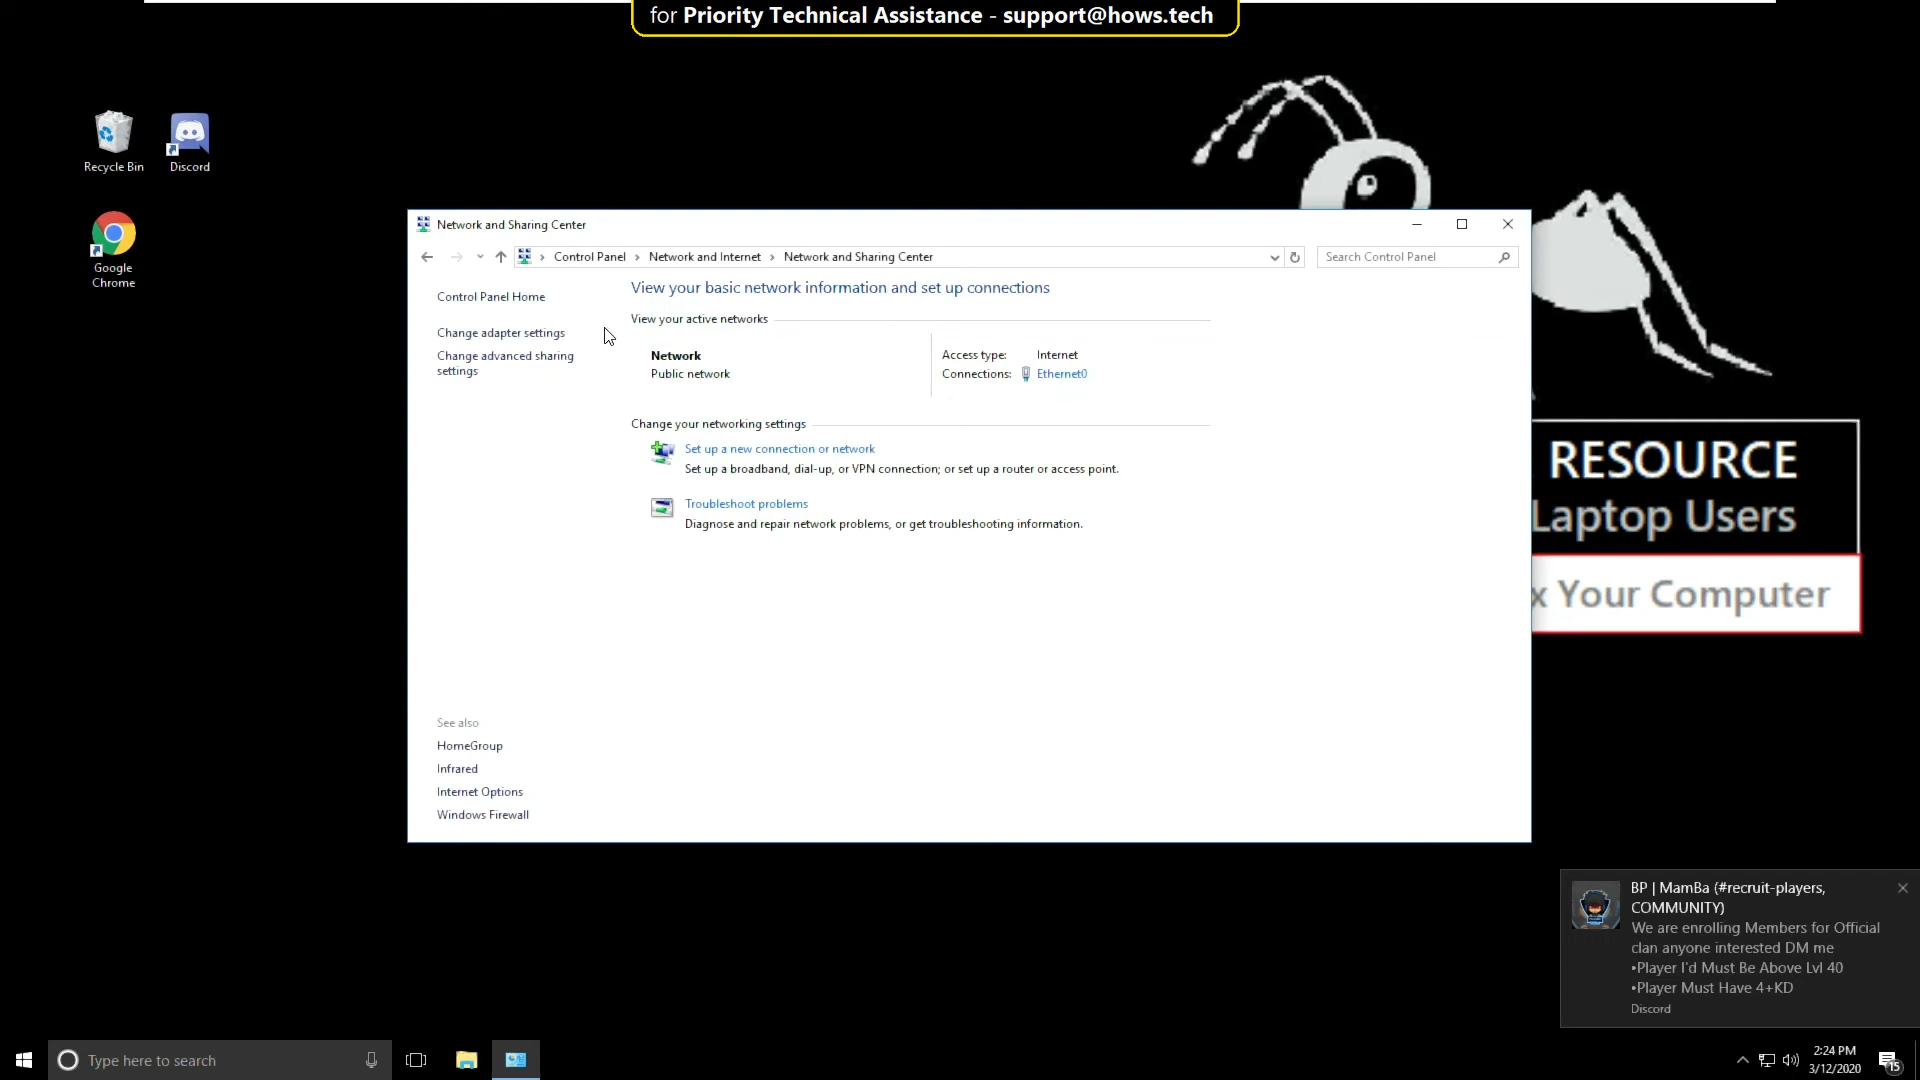 for Priority Technical Assistance - support@hows.tech
Recycle Bin
Discord
Google
Chrome
Network and Sharing Center
Control Panel
Network and Internet
Network and Sharing Center
Search Control Panel
Control Panel Home
Change adapter settings
Change advanced sharing
settings
View your basic network information and set up connections
View your active networks
Network
Public network
Access type: Internet
Connections: Ethernet0
Change your networking settings
Set up a new connection or network
Set up a broadband, dial-up, or VPN connection; or set up a router or access point.
Troubleshoot problems
Diagnose and repair network problems, or get troubleshooting information.
See also
HomeGroup
Infrared
Internet Options
Windows Firewall
RESOURCE
Laptop Users
x Your Computer
BP | MamBa (#recruit-players,
COMMUNITY)
We are enrolling Members for Official
clan anyone interested DM me
•Player I'd Must Be Above Lvl 40
•Player Must Have 4+KD
Discord
Type here to search
2:24 PM
3/12/2020
15